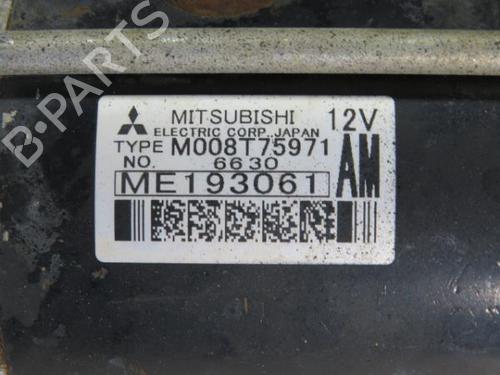 MITSUBISHI 12V
ELECTRIC CORP. JAPAN
TYPE M008T75971
NO. 6630
ME193061 AM
B-PARTS